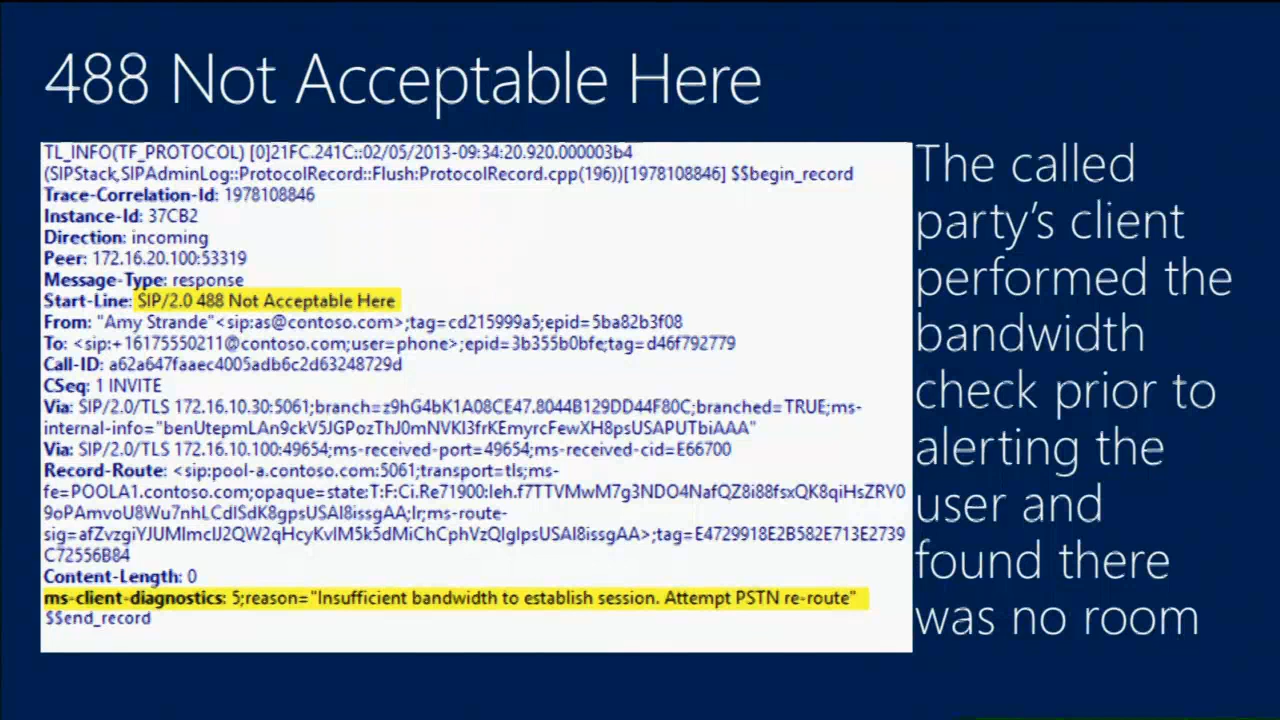 488 Not Acceptable Here
TL_INFO(TF_PROTOCOL) [0]21FC.241C::02/05/2013-09:34:20.920.000003b4
(SIPStack,SIPAdminLog::ProtocolRecord::Flush:ProtocolRecord.cpp(196))[1978108846] $$begin_record
Trace-Correlation-Id: 1978108846
Instance-Id: 37CB2
Direction: incoming
Peer: 172.16.20.100:53319
Message-Type: response
Start-Line: SIP/2.0 488 Not Acceptable Here
From: "Amy Strande"<sip:as@contoso.com>;tag=cd215999a5;epid=5ba82b3f08
To: <sip:+16175550211@contoso.com;user=phone>;epid=3b355b0bfe;tag=d46f792779
Call-ID: a62a647faaec4005adb6c2d63248729d
CSeq: 1 INVITE
Via: SIP/2.0/TLS 172.16.10.30:5061;branch=z9hG4bK1A08CE47.8044B129DD44F80C;branched=TRUE;ms-
internal-info="benUtepmLAn9ckV5JGPozThJ0mNVKI3frKEmyrcFewXH8psUSAPUTbiAAA"
Via: SIP/2.0/TLS 172.16.10.100:49654;ms-received-port=49654;ms-received-cid=E66700
Record-Route: <sip:pool-a.contoso.com:5061;transport=tls;ms-
fe=POOLA1.contoso.com;opaque=state:T:F:Ci.Re71900:leh.f7TTVMwM7g3NDO4NafQZ8i88fsxQK8qiHsZRY0
9oPAmvoU8Wu7nhLCdISdK8gpsUSAI8issgAA;lr;ms-route-
sig=afZvzgiYJUMImcIJ2QW2qHcyKvlM5k5dMiChCphVzQIglpsUSAI8issgAA>;tag=E4729918E2B582E713E2739
C72556B84
Content-Length: 0
ms-client-diagnostics: 5;reason="Insufficient bandwidth to establish session. Attempt PSTN re-route"
$$end_record
The called
party's client
performed the
bandwidth
check prior to
alerting the
user and
found there
was no room